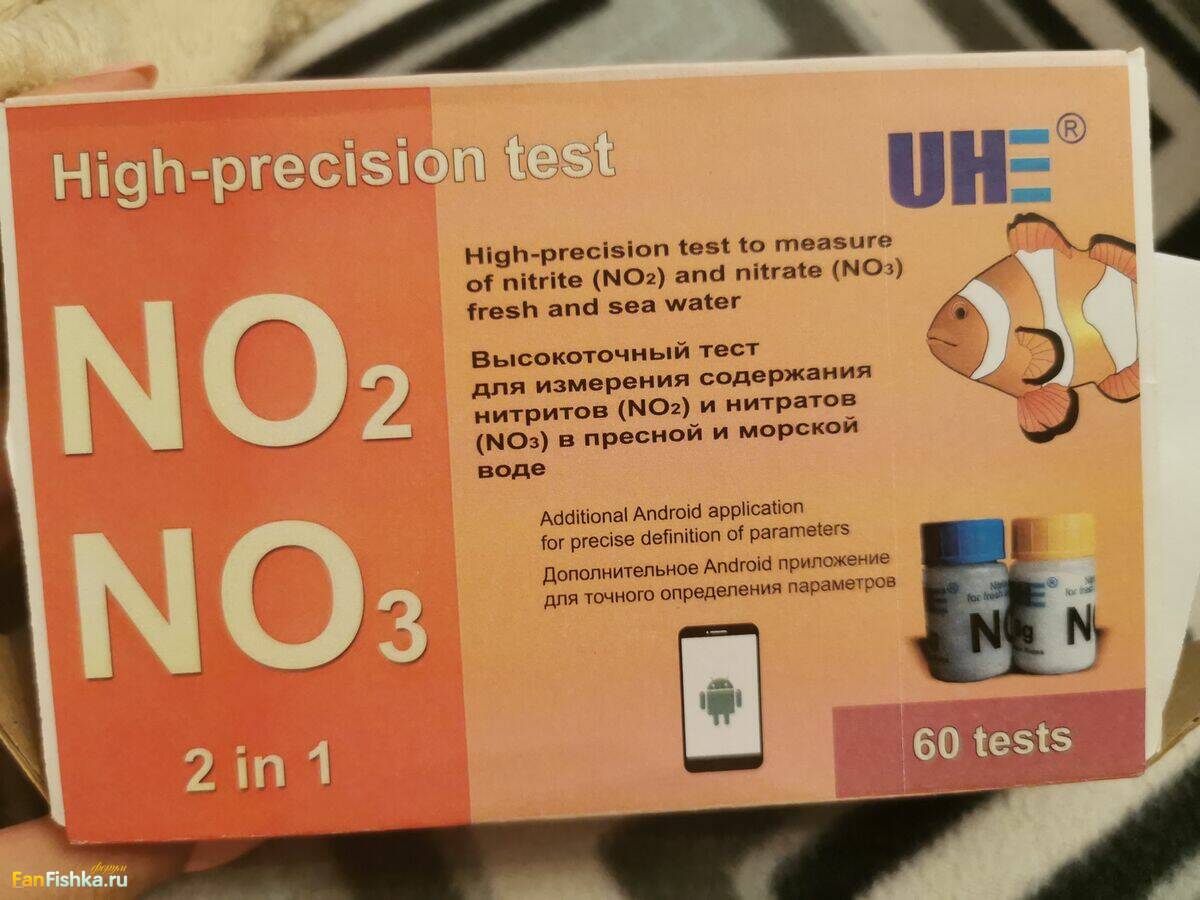 High-precision test
UHE®
High-precision test to measure
of nitrite (NO₂) and nitrate (NO₃)
fresh and sea water
NO₂
Высокоточный тест
для измерения содержания
нитритов (NO₂) и нитратов
(NO₃) в пресной и морской
воде
Additional Android application
for precise definition of parameters
Дополнительное Android приложение
для точного определения параметров
NO₃
2 in 1
60 tests
форум
FanFishka.ru